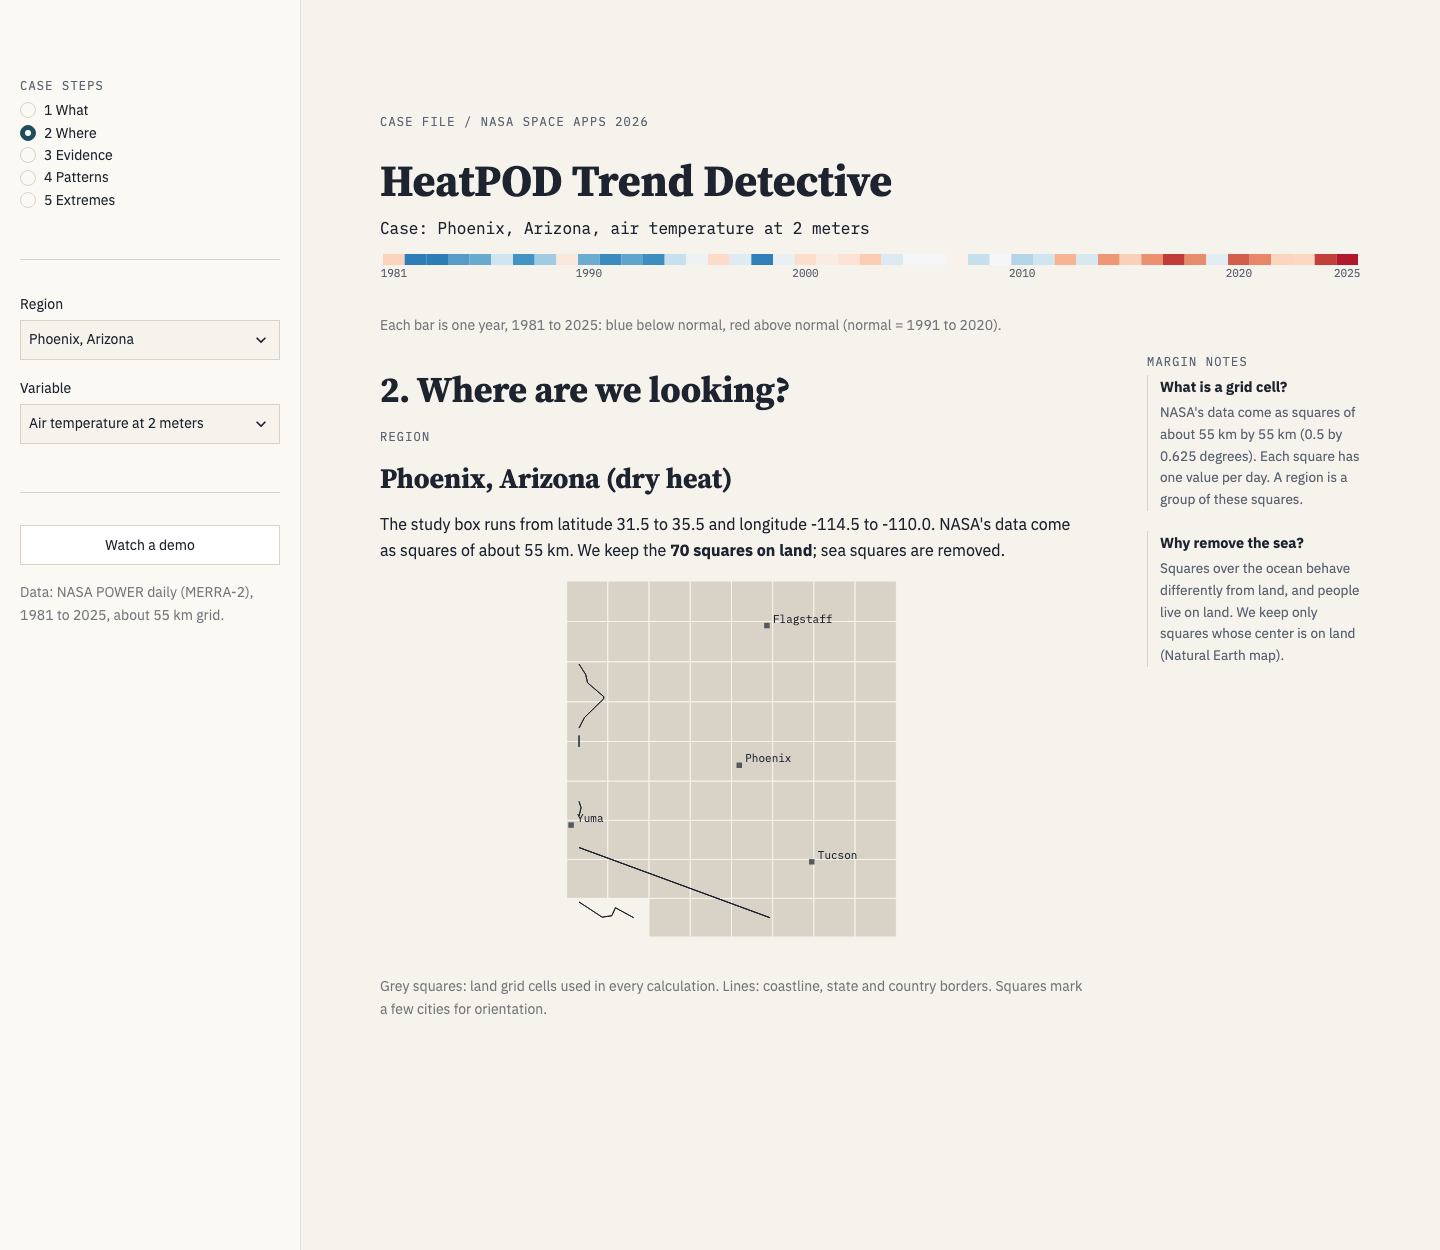 CASE STEPS
1 What
2 Where
3 Evidence
4 Patterns
5 Extremes
Region
Phoenix, Arizona
Variable
Air temperature at 2 meters
Watch a demo
Data: NASA POWER daily (MERRA-2),
1981 to 2025, about 55 km grid.
CASE FILE / NASA SPACE APPS 2026
HeatPOD Trend Detective
Case: Phoenix, Arizona, air temperature at 2 meters
1981 1990 2000 2010 2020 2025
Each bar is one year, 1981 to 2025: blue below normal, red above normal (normal = 1991 to 2020).
2. Where are we looking?
REGION
Phoenix, Arizona (dry heat)
The study box runs from latitude 31.5 to 35.5 and longitude -114.5 to -110.0. NASA's data come
as squares of about 55 km. We keep the 70 squares on land; sea squares are removed.
Flagstaff
Phoenix
Yuma
Tucson
Grey squares: land grid cells used in every calculation. Lines: coastline, state and country borders. Squares mark
a few cities for orientation.
MARGIN NOTES
What is a grid cell?
NASA's data come as squares of
about 55 km by 55 km (0.5 by
0.625 degrees). Each square has
one value per day. A region is a
group of these squares.
Why remove the sea?
Squares over the ocean behave
differently from land, and people
live on land. We keep only
squares whose center is on land
(Natural Earth map).